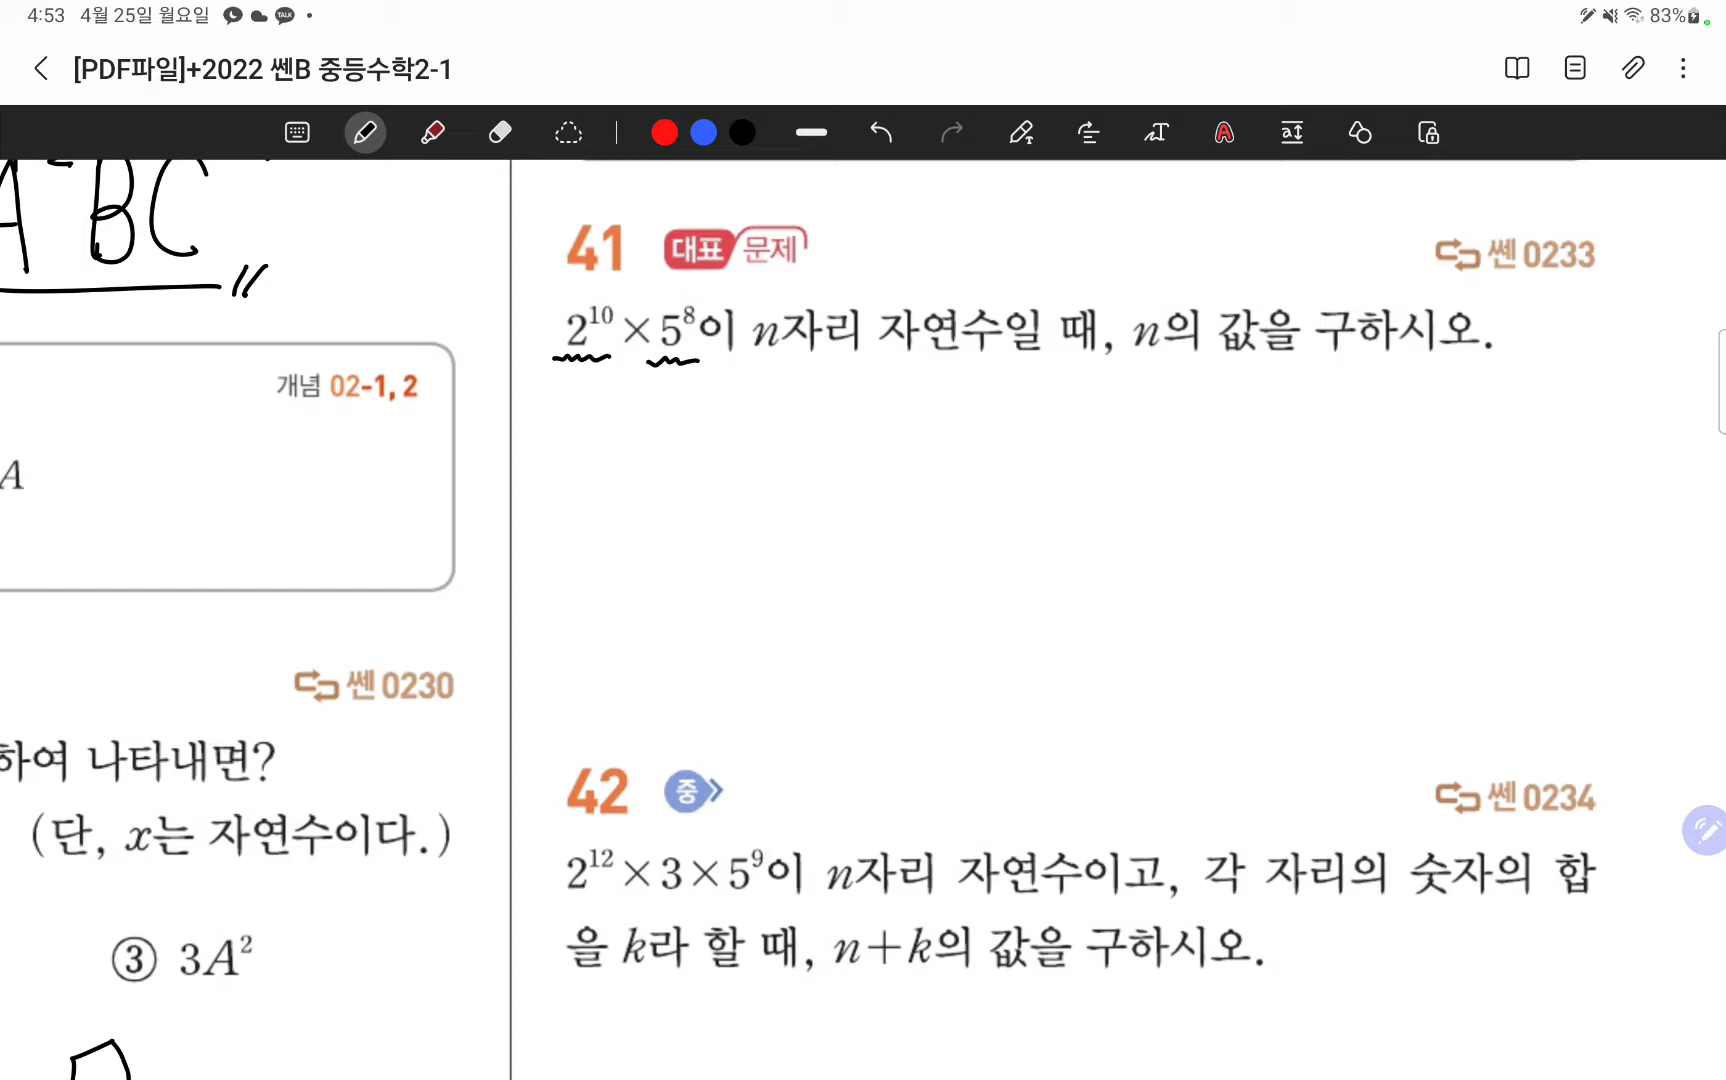 4:53 4월 25일 월요일 TALK 83%
[PDF파일]+2022 쎈B 중등수학2-1
A BC
개념 02-1, 2
A
쎈 0230
하여 나타내면?
(단, x는 자연수이다.)
③ 3A²
41 대표 문제 쎈 0233
2¹⁰×5⁸이 n자리 자연수일 때, n의 값을 구하시오.
42 중 쎈 0234
2¹²×3×5⁹이 n자리 자연수이고, 각 자리의 숫자의 합
을 k라 할 때, n+k의 값을 구하시오.